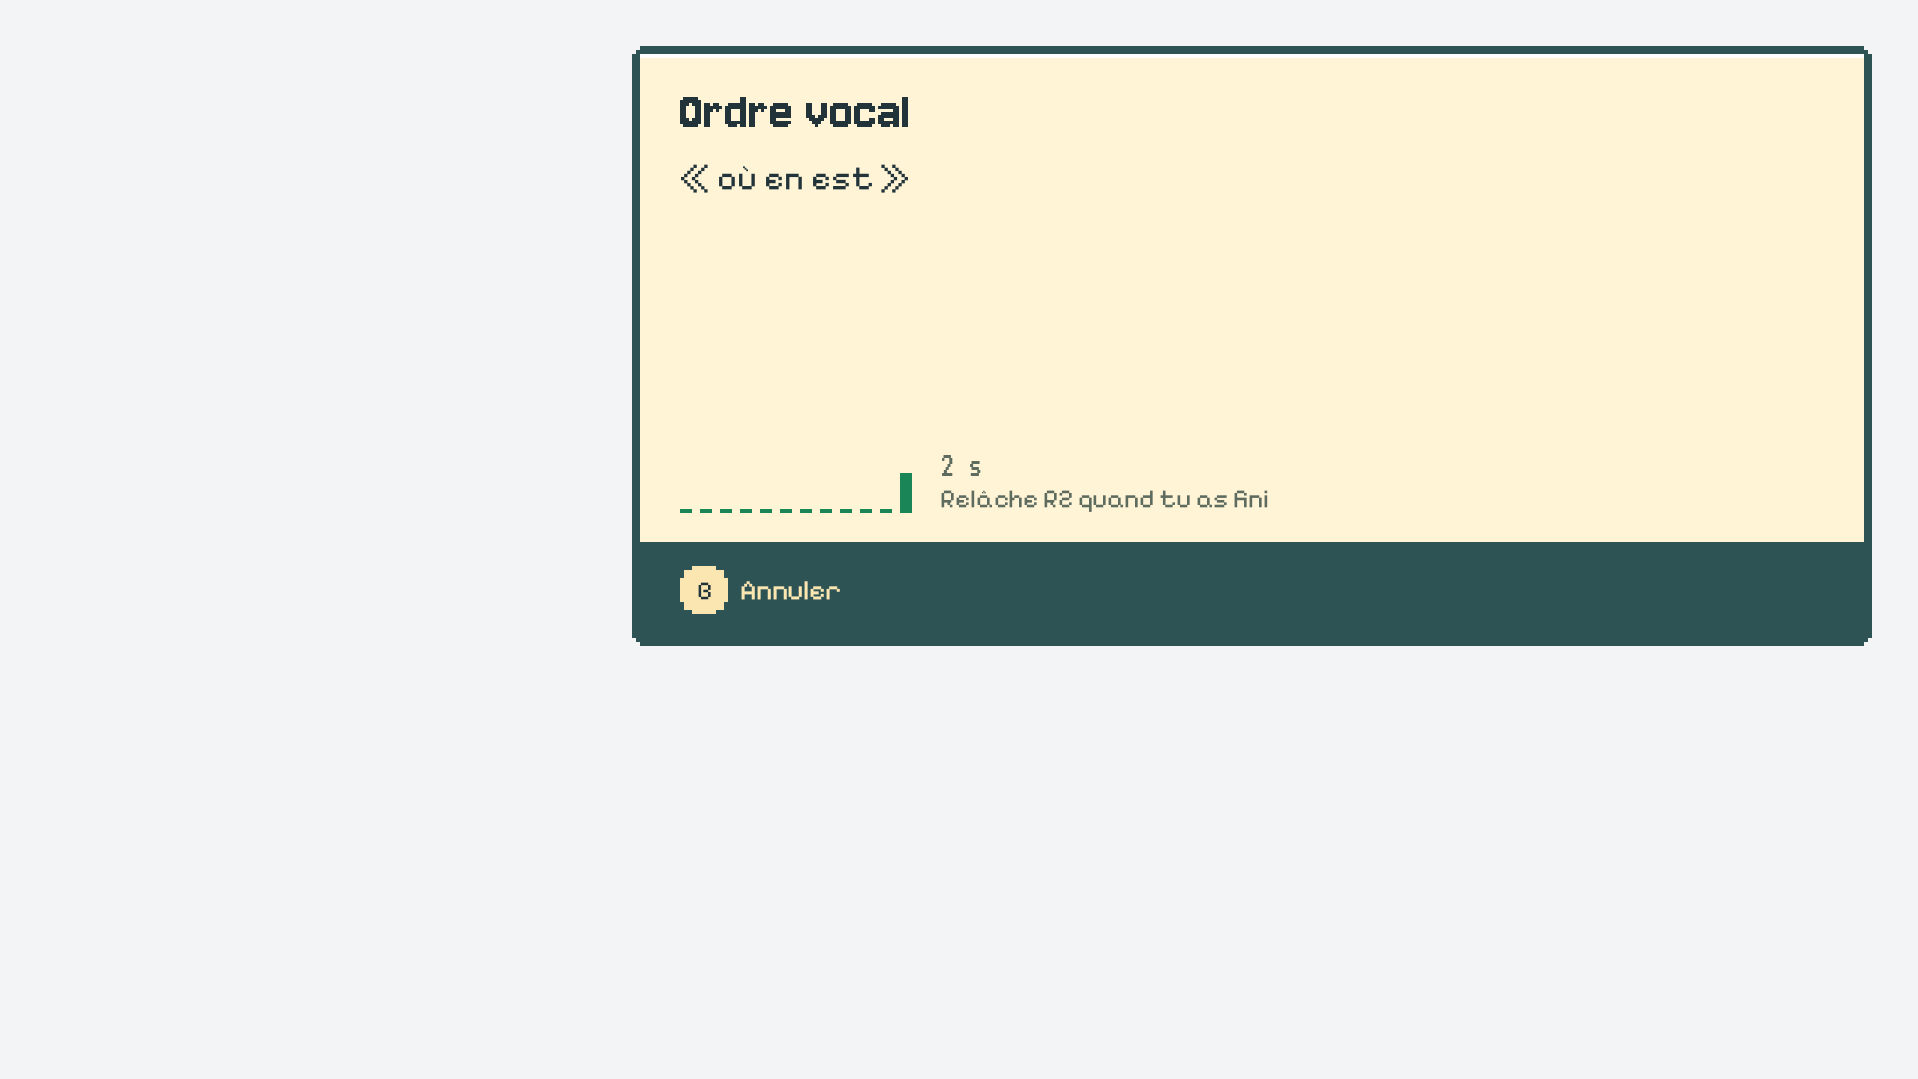 Ordre vocal
« où en est »
2 s
Relâche R2 quand tu as fini
B Annuler